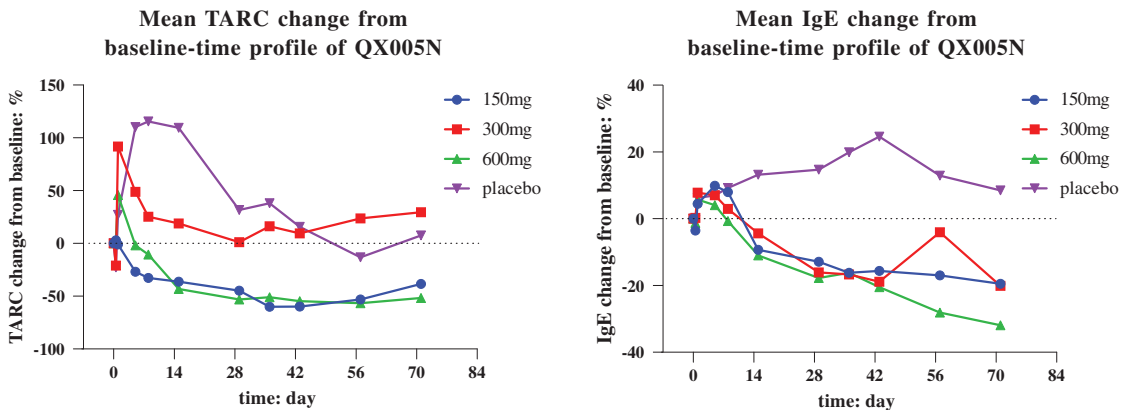 Mean TARC change from
baseline-time profile of QX005N
TARC change from baseline: %
150
100
50
0
-50
-100
0 14 28 42 56 70 84
time: day
150mg
300mg
600mg
placebo
Mean IgE change from
baseline-time profile of QX005N
IgE change from baseline: %
40
20
0
-20
-40
0 14 28 42 56 70 84
time: day
150mg
300mg
600mg
placebo